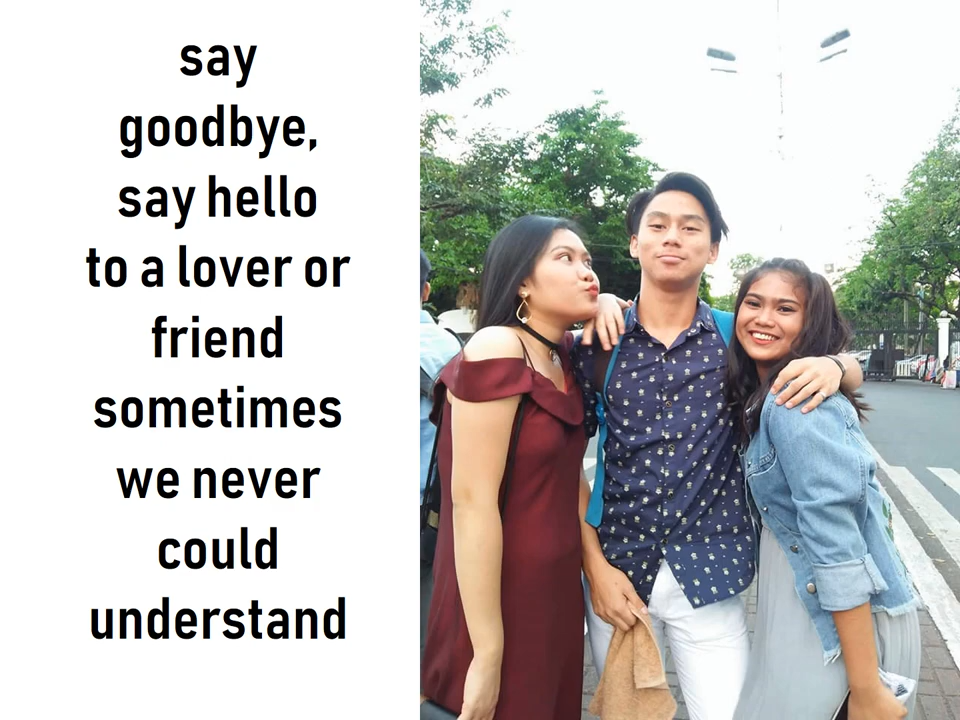 say
goodbye,
say hello
to a lover or
friend
sometimes
we never
could
understand